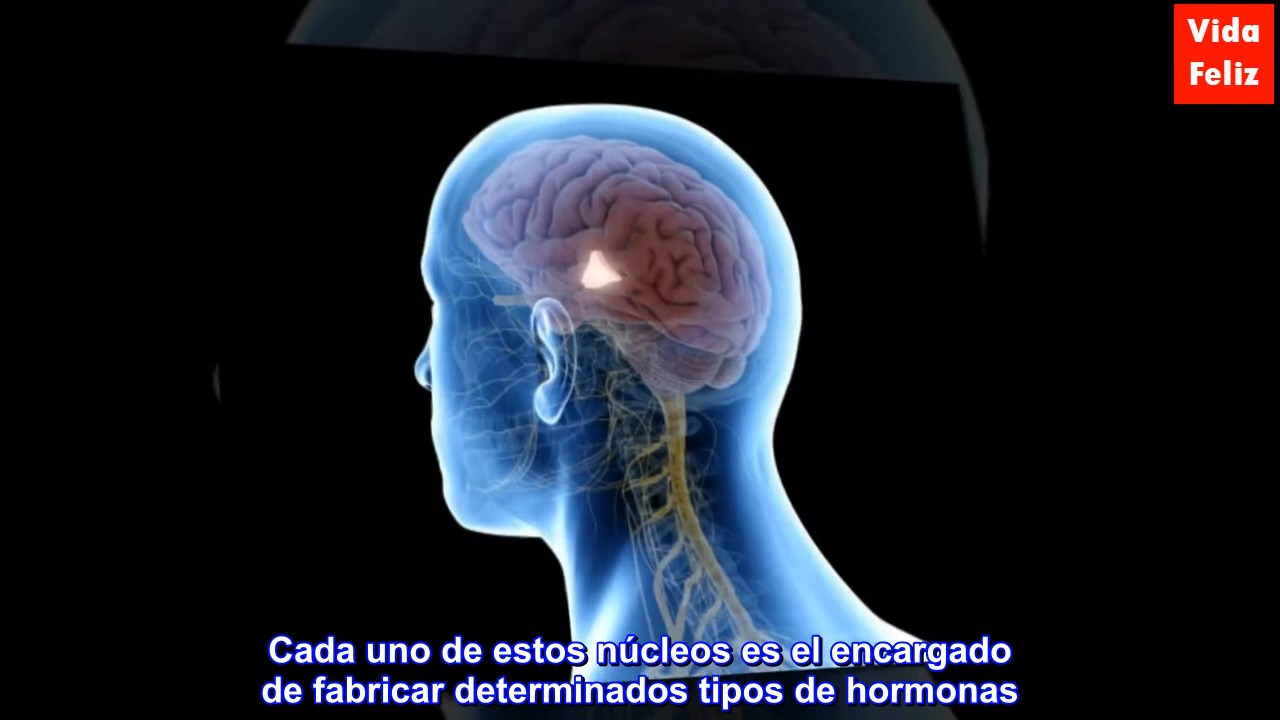 Vida
Feliz
Cada uno de estos núcleos es el encargado
de fabricar determinados tipos de hormonas